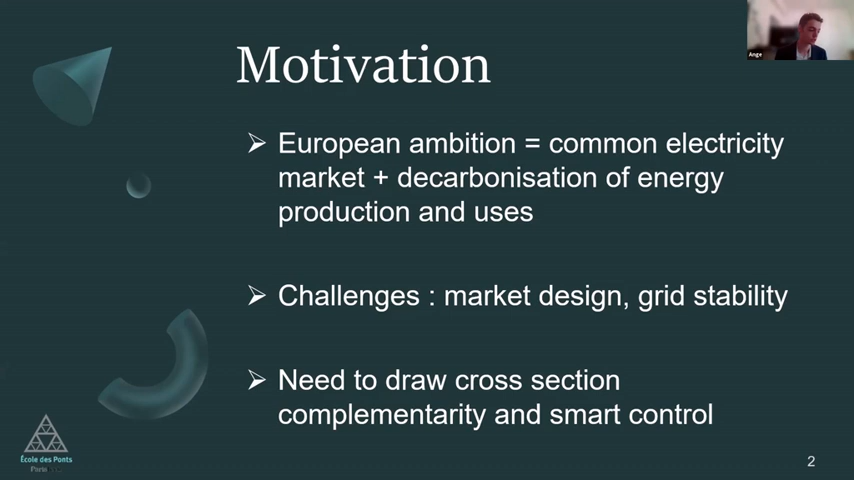 Motivation
Ange
➢ European ambition = common electricity
market + decarbonisation of energy
production and uses
➢ Challenges : market design, grid stability
➢ Need to draw cross section
complementarity and smart control
École des Ponts
Paris
2